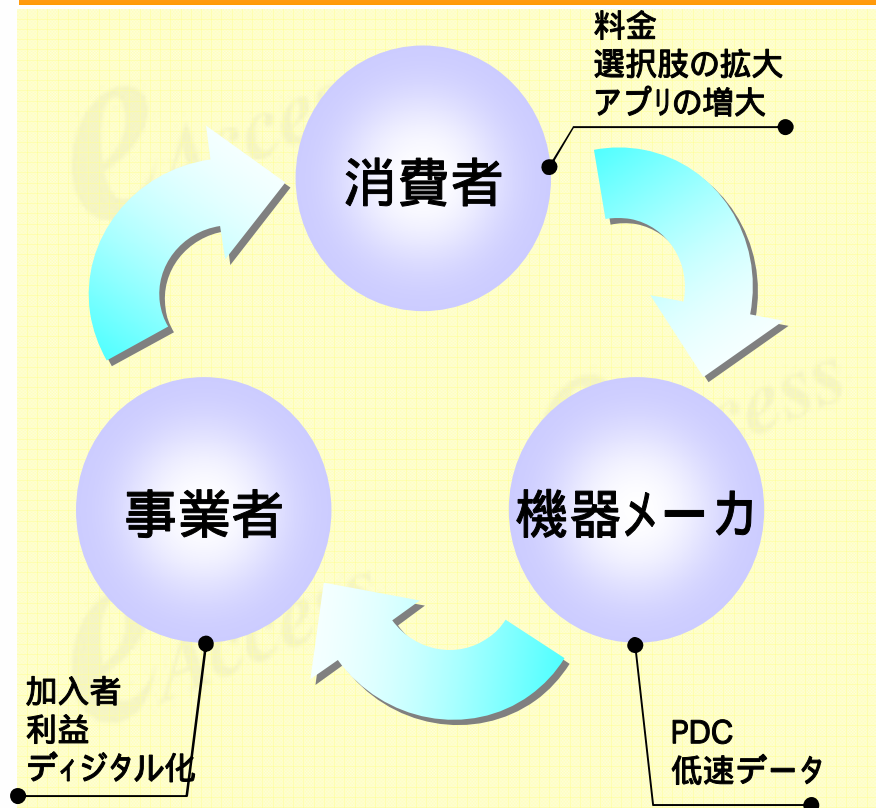 料金
選択肢の拡大
アプリの増大
消費者
事業者
機器メーカ
加入者
利益
ディジタル化
PDC
低速データ
eAccess
eAccess